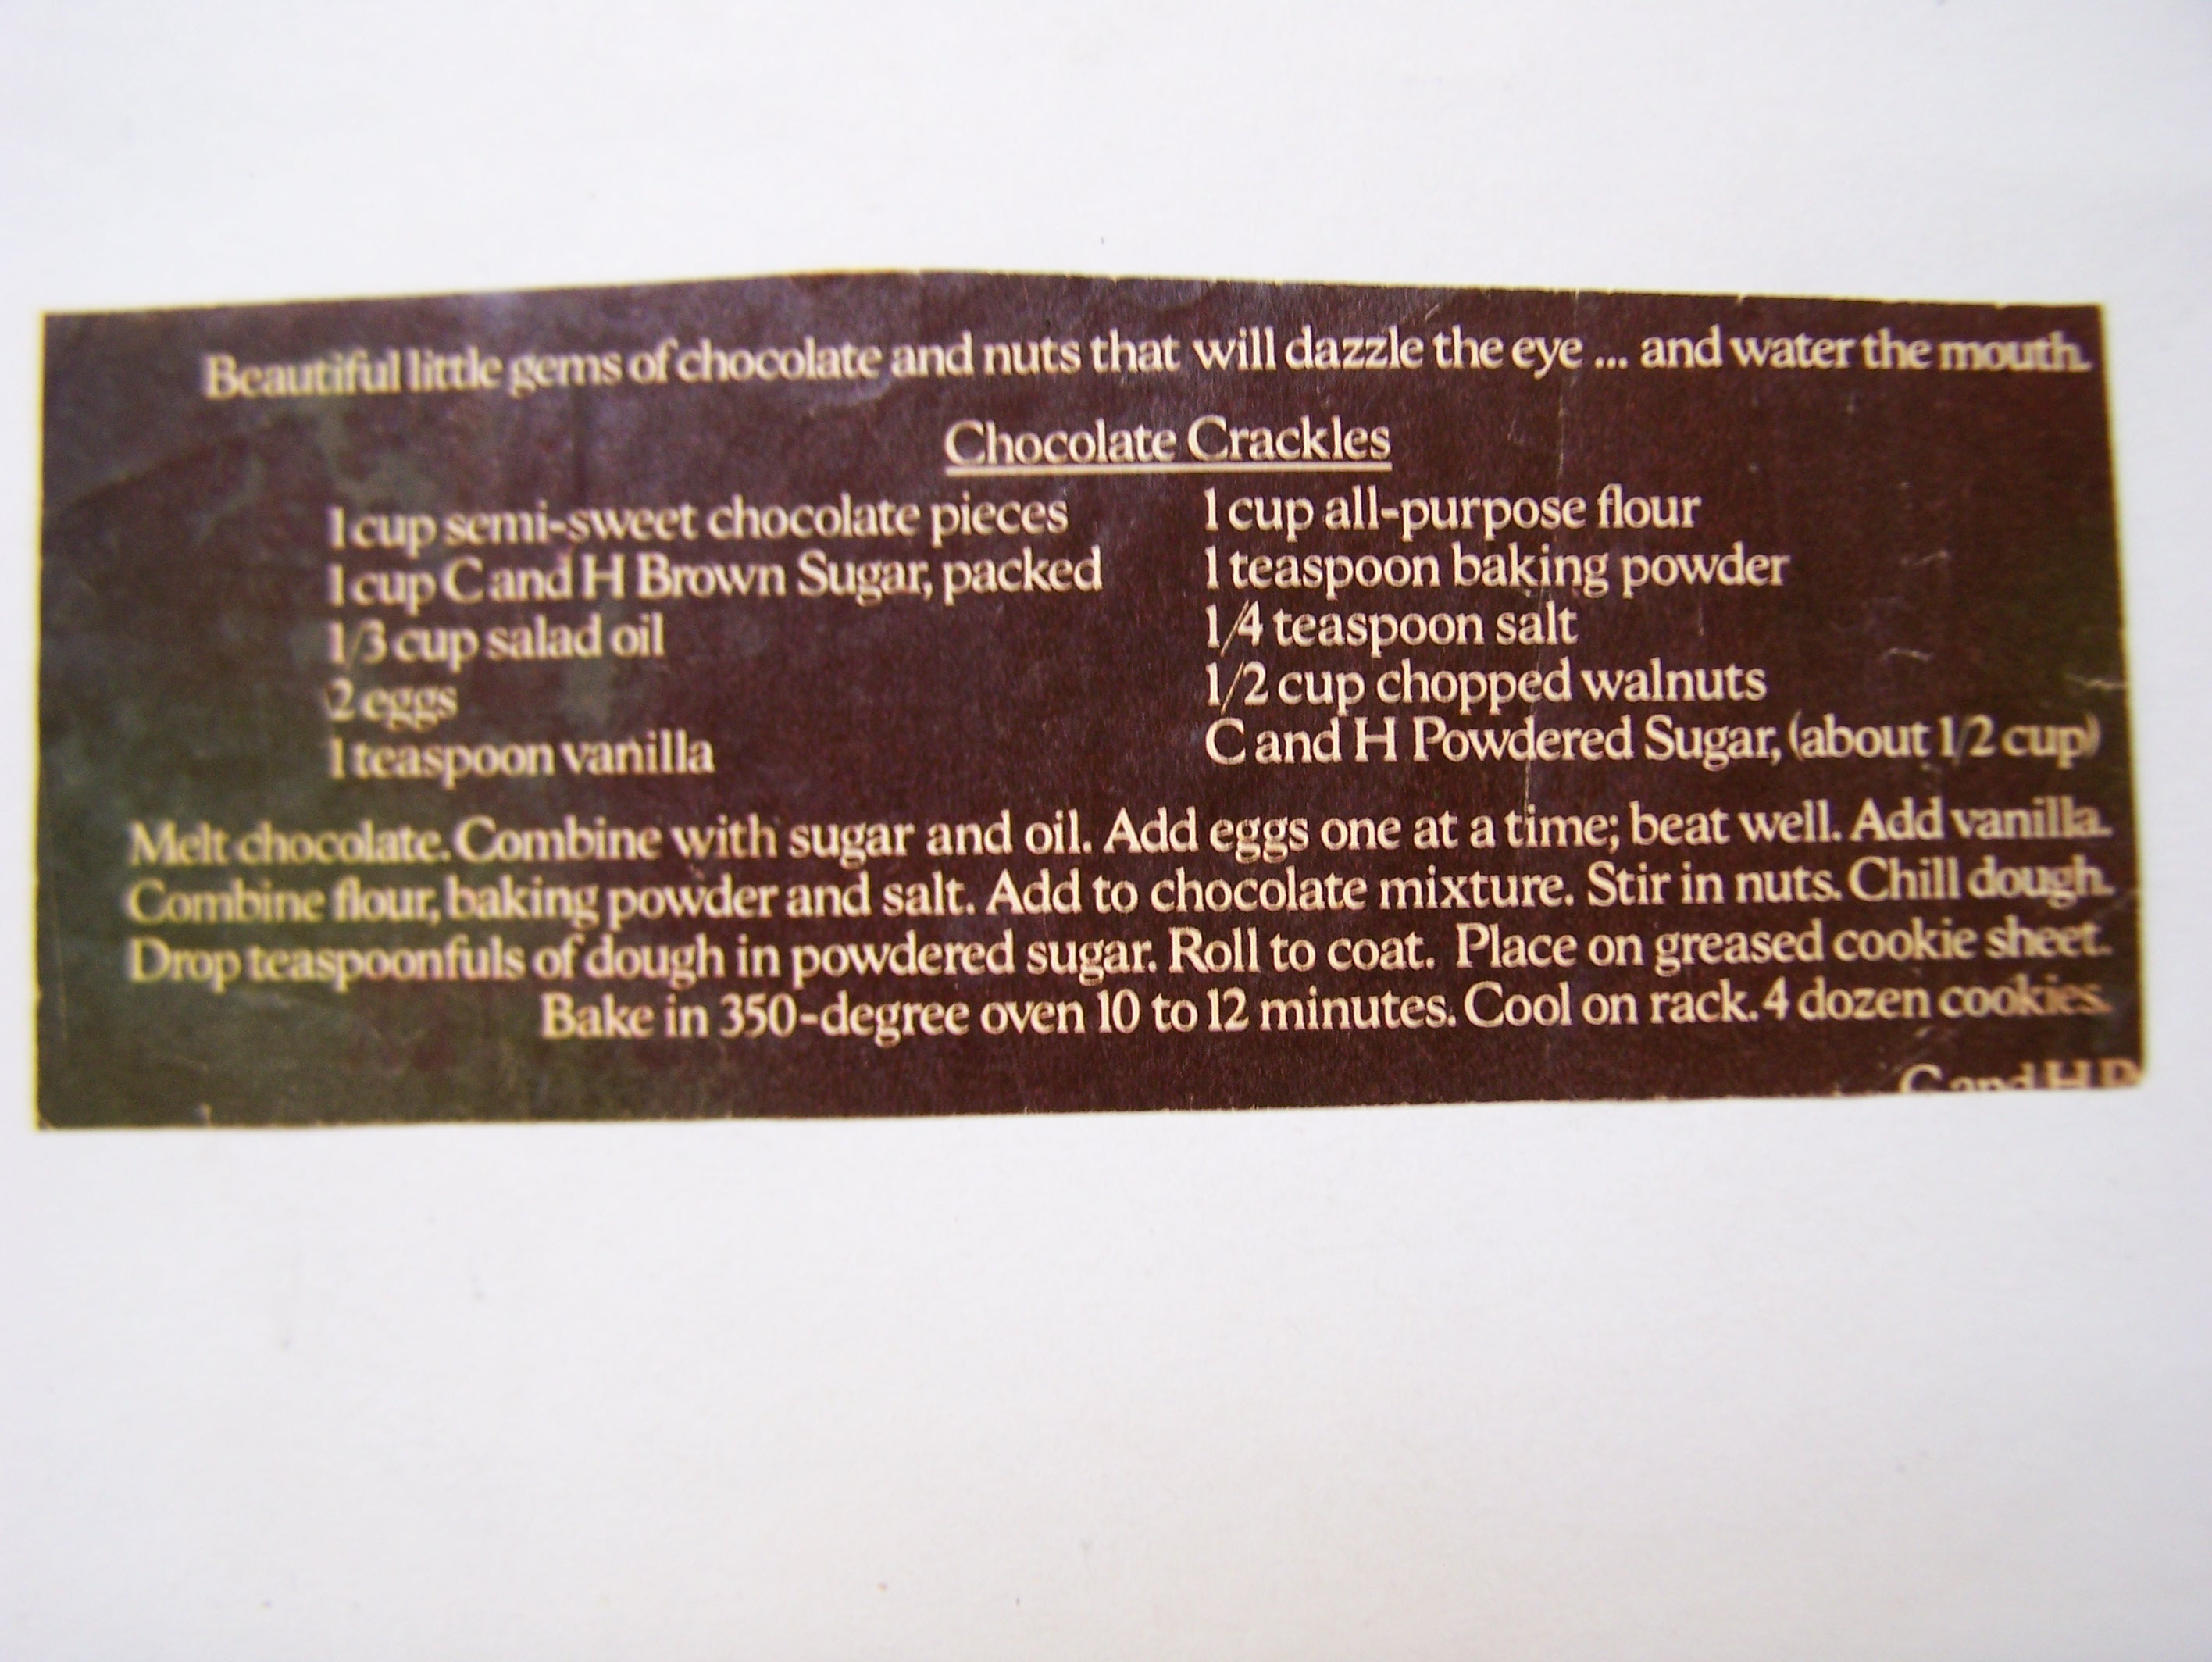 Beautiful little gems of chocolate and nuts that will dazzle the eye ... and water the mouth.
Chocolate Crackles
1 cup semi-sweet chocolate pieces
1 cup C and H Brown Sugar, packed
1/3 cup salad oil
2 eggs
1 teaspoon vanilla
1 cup all-purpose flour
1 teaspoon baking powder
1/4 teaspoon salt
1/2 cup chopped walnuts
C and H Powdered Sugar, (about 1/2 cup)
Melt chocolate. Combine with sugar and oil. Add eggs one at a time; beat well. Add vanilla.
Combine flour, baking powder and salt. Add to chocolate mixture. Stir in nuts. Chill dough.
Drop teaspoonfuls of dough in powdered sugar. Roll to coat. Place on greased cookie sheet.
Bake in 350-degree oven 10 to 12 minutes. Cool on rack. 4 dozen cookies.
C and H